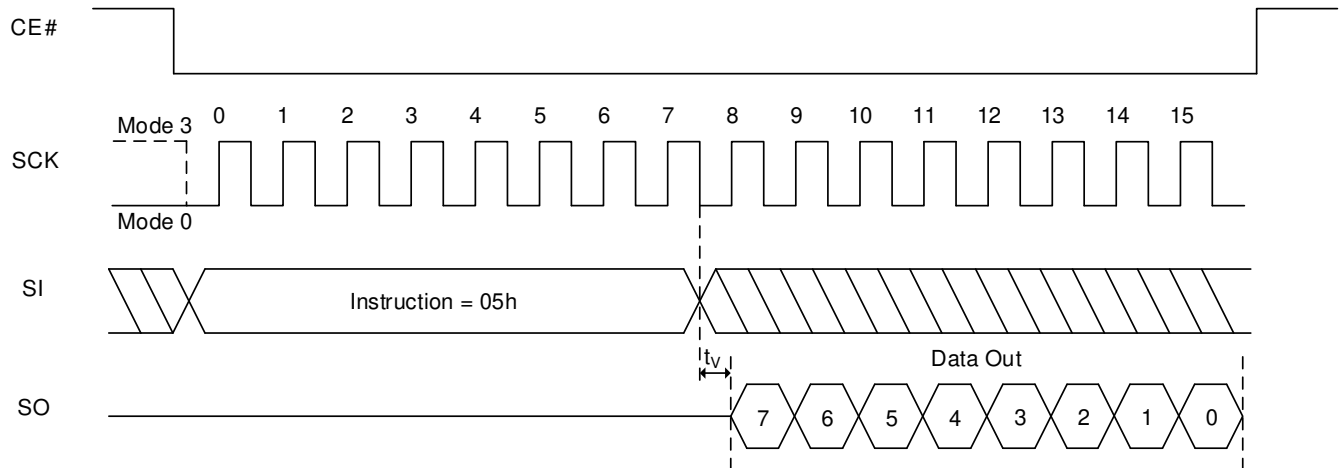 CE#
0 1 2 3 4 5 6 7 8 9 10 11 12 13 14 15
Mode 3
SCK
Mode 0
SI
Instruction = 05h
tV
Data Out
SO
7 6 5 4 3 2 1 0